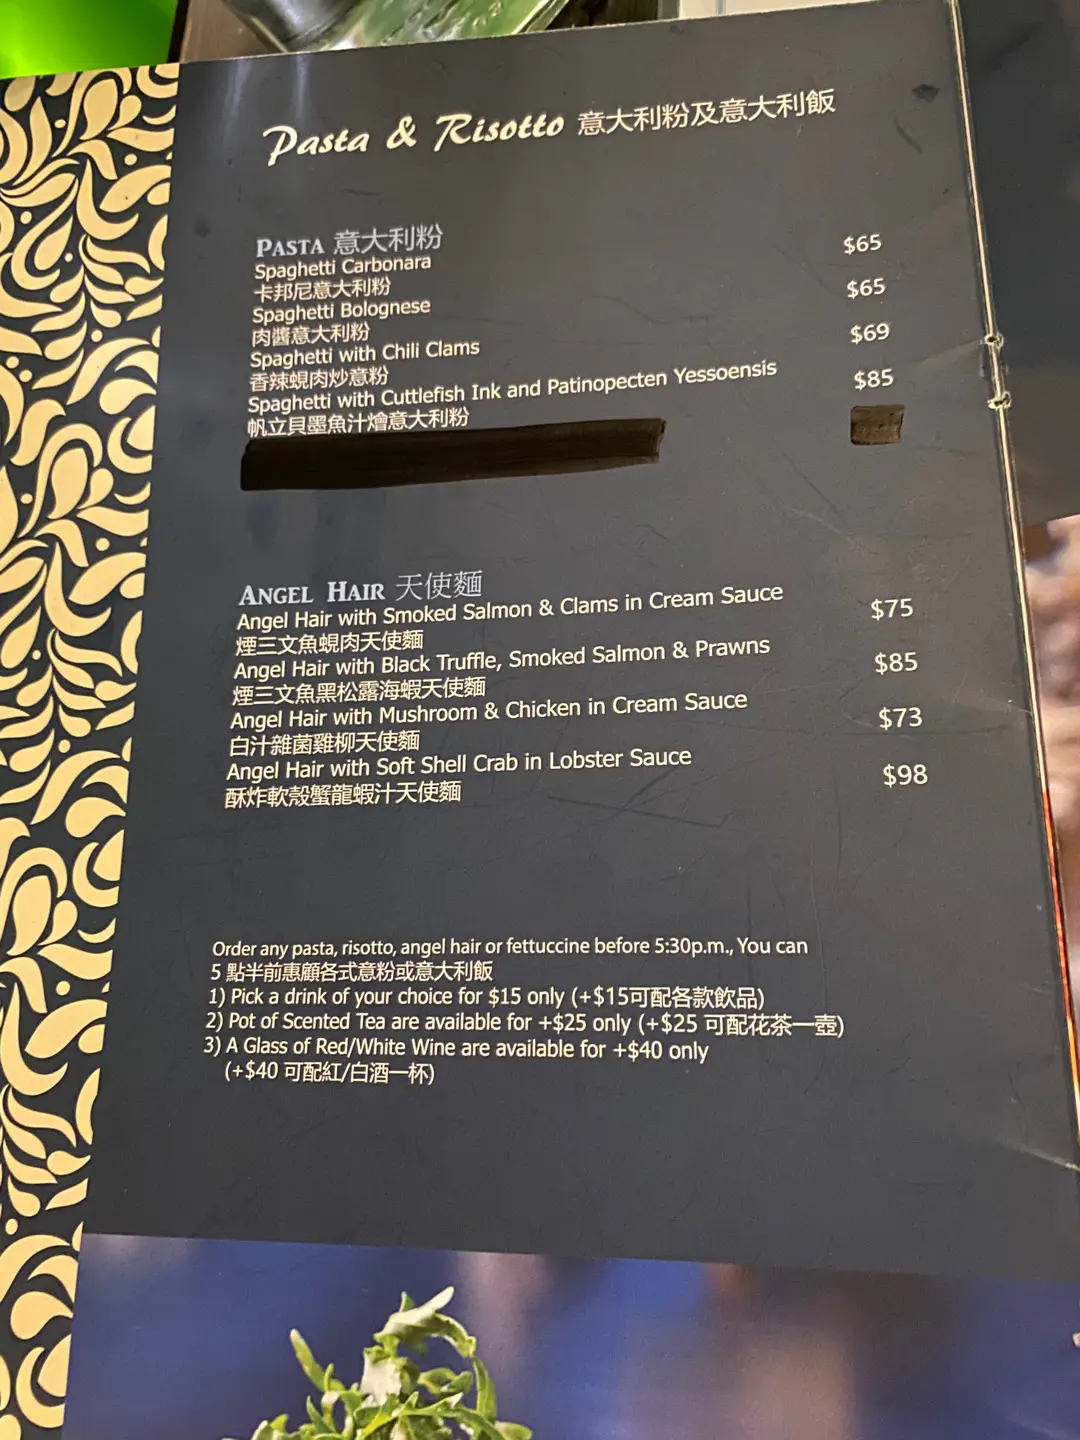 Pasta & Risotto 意大利粉及意大利飯
PASTA 意大利粉
Spaghetti Carbonara $65
卡邦尼意大利粉
Spaghetti Bolognese $65
肉醬意大利粉
Spaghetti with Chili Clams $69
香辣蜆肉炒意粉
Spaghetti with Cuttlefish Ink and Patinopecten Yessoensis $85
帆立貝墨魚汁燴意大利粉
ANGEL HAIR 天使麵
Angel Hair with Smoked Salmon & Clams in Cream Sauce $75
煙三文魚蜆肉天使麵
Angel Hair with Black Truffle, Smoked Salmon & Prawns $85
煙三文魚黑松露海蝦天使麵
Angel Hair with Mushroom & Chicken in Cream Sauce $73
白汁雜菌雞柳天使麵
Angel Hair with Soft Shell Crab in Lobster Sauce $98
酥炸軟殼蟹龍蝦汁天使麵
Order any pasta, risotto, angel hair or fettuccine before 5:30p.m., You can
5 點半前惠顧各式意粉或意大利飯
1) Pick a drink of your choice for $15 only (+$15可配各款飲品)
2) Pot of Scented Tea are available for +$25 only (+$25 可配花茶一壺)
3) A Glass of Red/White Wine are available for +$40 only
(+$40 可配紅/白酒一杯)